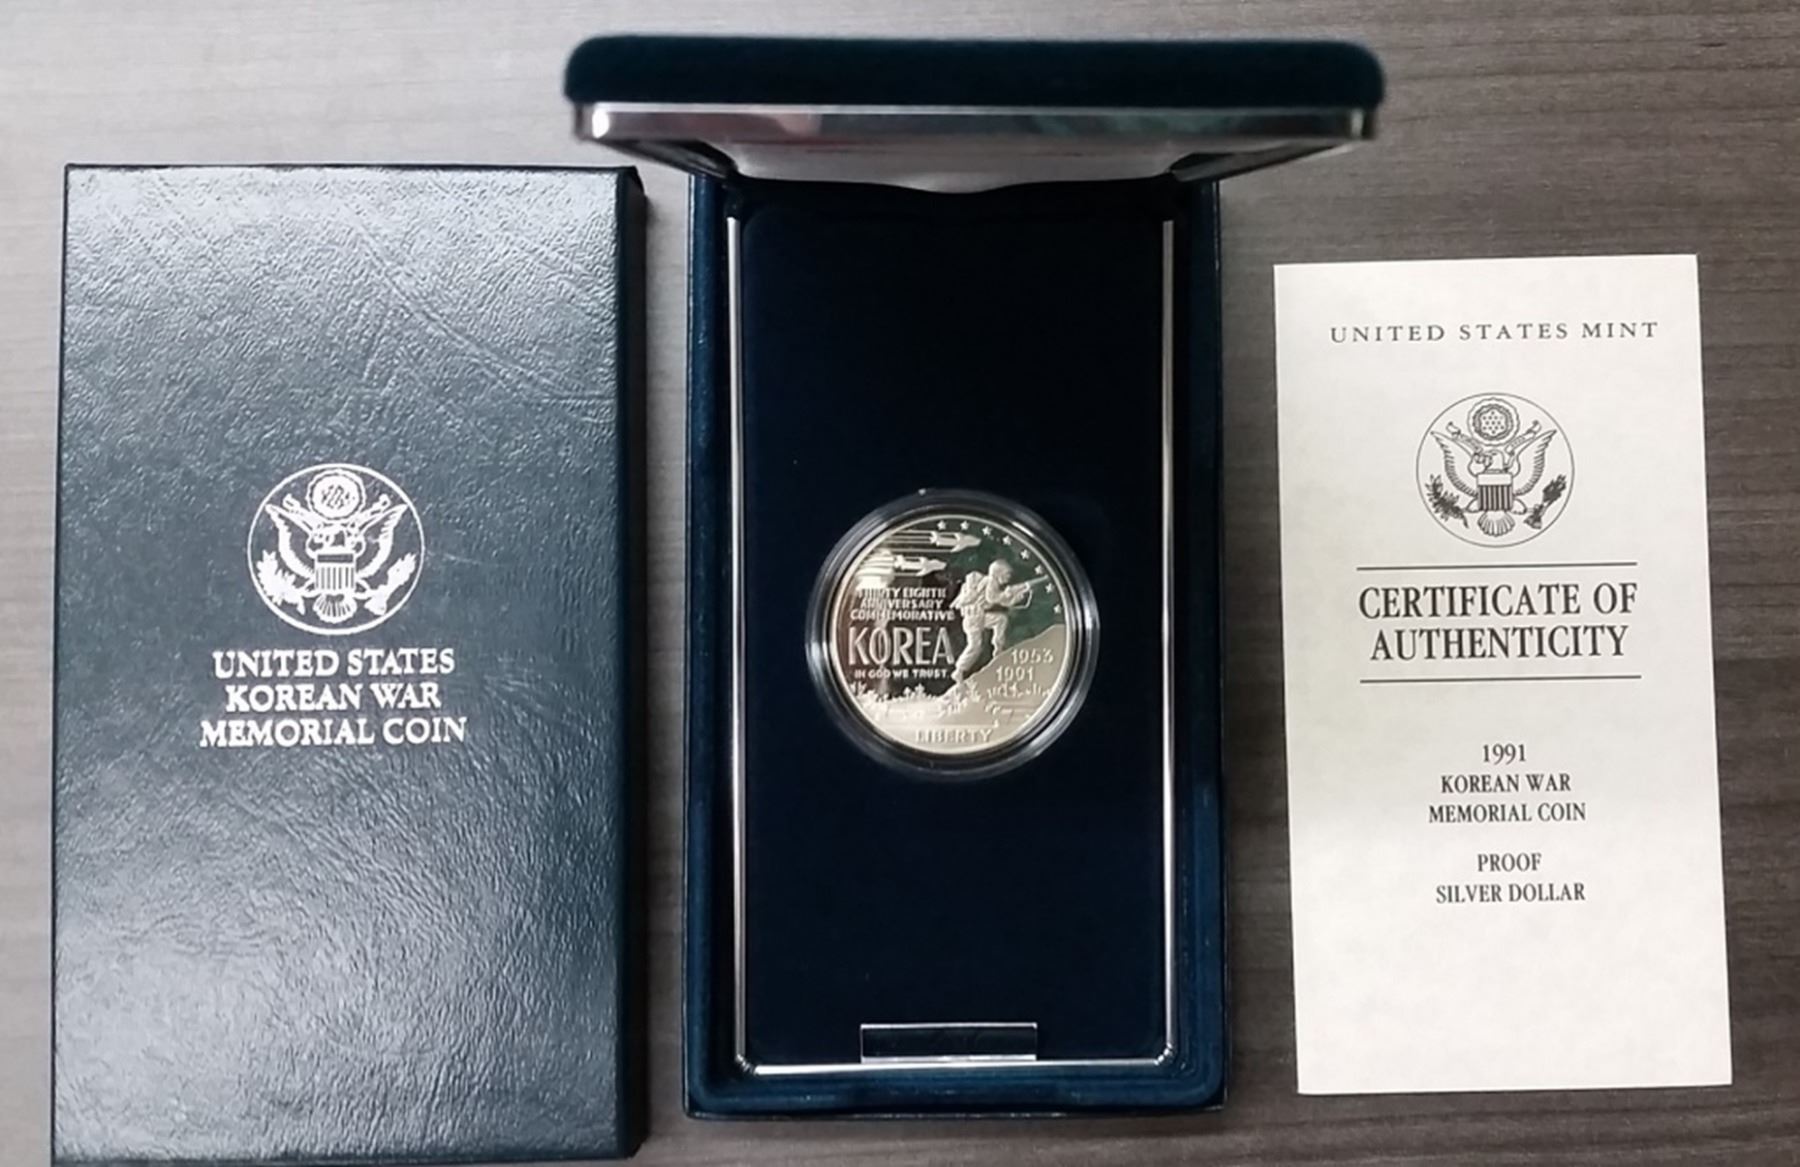 UNITED STATES
KOREAN WAR
MEMORIAL COIN
THIRTY EIGHTH
ANNIVERSARY
COMMEMORATIVE
KOREA
IN GOD WE TRUST
1953
1991
LIBERTY
UNITED STATES MINT
CERTIFICATE OF
AUTHENTICITY
1991
KOREAN WAR
MEMORIAL COIN
PROOF
SILVER DOLLAR